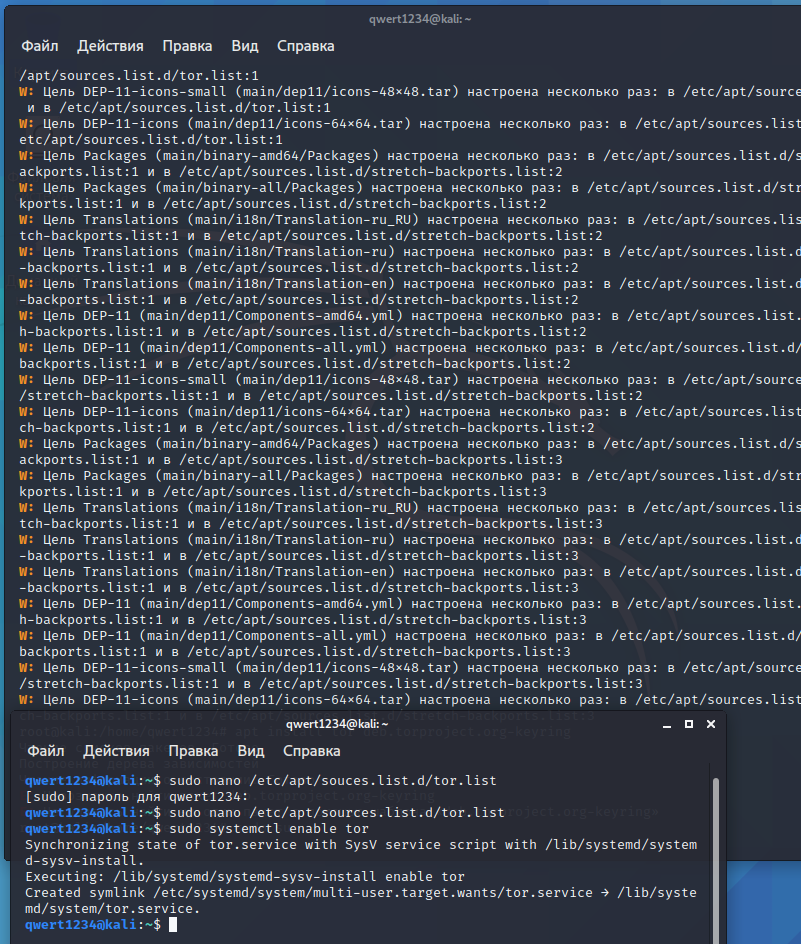 qwert1234@kali: ~
Файл Действия Правка Вид Справка
/apt/sources.list.d/tor.list:1
W: Цель DEP-11-icons-small (main/dep11/icons-48×48.tar) настроена несколько раз: в /etc/apt/source
и в /etc/apt/sources.list.d/tor.list:1
W: Цель DEP-11-icons (main/dep11/icons-64×64.tar) настроена несколько раз: в /etc/apt/sources.list
etc/apt/sources.list.d/tor.list:1
W: Цель Packages (main/binary-amd64/Packages) настроена несколько раз: в /etc/apt/sources.list.d/s
ackports.list:1 и в /etc/apt/sources.list.d/stretch-backports.list:2
W: Цель Packages (main/binary-all/Packages) настроена несколько раз: в /etc/apt/sources.list.d/str
kports.list:1 и в /etc/apt/sources.list.d/stretch-backports.list:2
W: Цель Translations (main/i18n/Translation-ru_RU) настроена несколько раз: в /etc/apt/sources.lis
tch-backports.list:1 и в /etc/apt/sources.list.d/stretch-backports.list:2
W: Цель Translations (main/i18n/Translation-ru) настроена несколько раз: в /etc/apt/sources.list.d
-backports.list:1 и в /etc/apt/sources.list.d/stretch-backports.list:2
W: Цель Translations (main/i18n/Translation-en) настроена несколько раз: в /etc/apt/sources.list.d
-backports.list:1 и в /etc/apt/sources.list.d/stretch-backports.list:2
W: Цель DEP-11 (main/dep11/Components-amd64.yml) настроена несколько раз: в /etc/apt/sources.list.
h-backports.list:1 и в /etc/apt/sources.list.d/stretch-backports.list:2
W: Цель DEP-11 (main/dep11/Components-all.yml) настроена несколько раз: в /etc/apt/sources.list.d/
backports.list:1 и в /etc/apt/sources.list.d/stretch-backports.list:2
W: Цель DEP-11-icons-small (main/dep11/icons-48×48.tar) настроена несколько раз: в /etc/apt/source
/stretch-backports.list:1 и в /etc/apt/sources.list.d/stretch-backports.list:2
W: Цель DEP-11-icons (main/dep11/icons-64×64.tar) настроена несколько раз: в /etc/apt/sources.list
ch-backports.list:1 и в /etc/apt/sources.list.d/stretch-backports.list:2
W: Цель Packages (main/binary-amd64/Packages) настроена несколько раз: в /etc/apt/sources.list.d/s
ackports.list:1 и в /etc/apt/sources.list.d/stretch-backports.list:3
W: Цель Packages (main/binary-all/Packages) настроена несколько раз: в /etc/apt/sources.list.d/str
kports.list:1 и в /etc/apt/sources.list.d/stretch-backports.list:3
W: Цель Translations (main/i18n/Translation-ru_RU) настроена несколько раз: в /etc/apt/sources.lis
tch-backports.list:1 и в /etc/apt/sources.list.d/stretch-backports.list:3
W: Цель Translations (main/i18n/Translation-ru) настроена несколько раз: в /etc/apt/sources.list.d
-backports.list:1 и в /etc/apt/sources.list.d/stretch-backports.list:3
W: Цель Translations (main/i18n/Translation-en) настроена несколько раз: в /etc/apt/sources.list.d
-backports.list:1 и в /etc/apt/sources.list.d/stretch-backports.list:3
W: Цель DEP-11 (main/dep11/Components-amd64.yml) настроена несколько раз: в /etc/apt/sources.list.
h-backports.list:1 и в /etc/apt/sources.list.d/stretch-backports.list:3
W: Цель DEP-11 (main/dep11/Components-all.yml) настроена несколько раз: в /etc/apt/sources.list.d/
backports.list:1 и в /etc/apt/sources.list.d/stretch-backports.list:3
W: Цель DEP-11-icons-small (main/dep11/icons-48×48.tar) настроена несколько раз: в /etc/apt/source
/stretch-backports.list:1 и в /etc/apt/sources.list.d/stretch-backports.list:3
W: Цель DEP-11-icons (main/dep11/icons-64×64.tar) настроена несколько раз: в /etc/apt/sources.list
qwert1234@kali: ~
Файл Действия Правка Вид Справка
qwert1234@kali:~$ sudo nano /etc/apt/souces.list.d/tor.list
[sudo] пароль для qwert1234:
qwert1234@kali:~$ sudo nano /etc/apt/sources.list.d/tor.list
qwert1234@kali:~$ sudo systemctl enable tor
Synchronizing state of tor.service with SysV service script with /lib/systemd/system
d-sysv-install.
Executing: /lib/systemd/systemd-sysv-install enable tor
Created symlink /etc/systemd/system/multi-user.target.wants/tor.service → /lib/syste
md/system/tor.service.
qwert1234@kali:~$